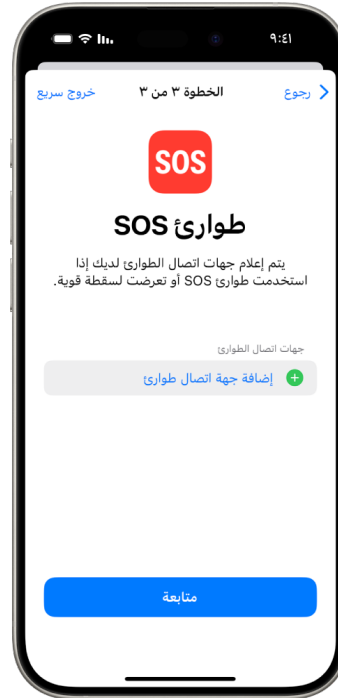 ٩:٤١
رجوع
الخطوة ٣ من ٣
خروج سريع
SOS
طوارئ SOS
يتم إعلام جهات اتصال الطوارئ لديك إذا
استخدمت طوارئ SOS أو تعرضت لسقطة قوية.
جهات اتصال الطوارئ
إضافة جهة اتصال طوارئ
متابعة